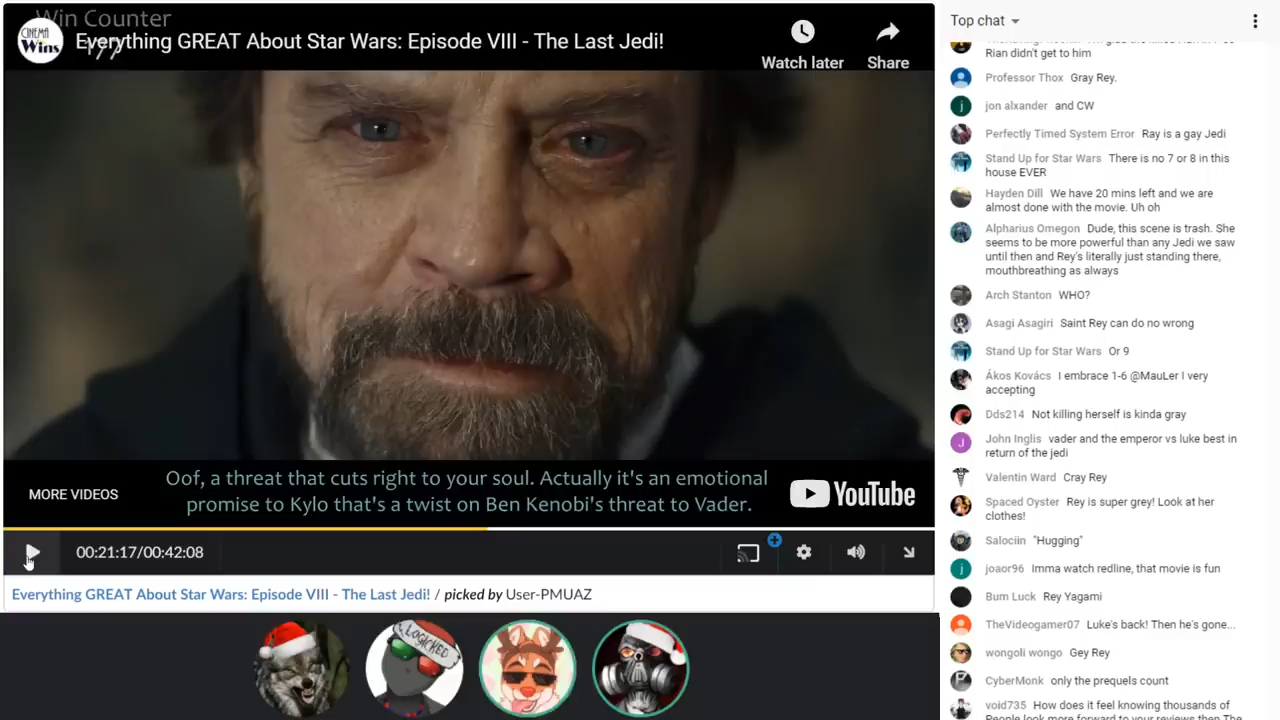 Win Counter
CINEMA
Wins
Everything GREAT About Star Wars: Episode VIII - The Last Jedi!
Watch later
Share
Oof, a threat that cuts right to your soul. Actually it's an emotional
promise to Kylo that's a twist on Ben Kenobi's threat to Vader.
MORE VIDEOS
YouTube
00:21:17/00:42:08
Everything GREAT About Star Wars: Episode VIII - The Last Jedi! / picked by User-PMUAZ
LOGICKED
Top chat
Rian didn't get to him
Professor Thox Gray Rey.
jon alxander and CW
Perfectly Timed System Error Ray is a gay Jedi
Stand Up for Star Wars There is no 7 or 8 in this
house EVER
Hayden Dill We have 20 mins left and we are
almost done with the movie. Uh oh
Alpharius Omegon Dude, this scene is trash. She
seems to be more powerful than any Jedi we saw
until then and Rey's literally just standing there,
mouthbreathing as always
Arch Stanton WHO?
Asagi Asagiri Saint Rey can do no wrong
Stand Up for Star Wars Or 9
Ákos Kovács I embrace 1-6 @MauLer I very
accepting
Dds214 Not killing herself is kinda gray
John Inglis vader and the emperor vs luke best in
return of the jedi
Valentin Ward Cray Rey
Spaced Oyster Rey is super grey! Look at her
clothes!
Salociin "Hugging"
joaor96 Imma watch redline, that movie is fun
Bum Luck Rey Yagami
TheVideogamer07 Luke's back! Then he's gone...
wongoli wongo Gey Rey
CyberMonk only the prequels count
void735 How does it feel knowing thousands of
People look more forward to your reviews then The